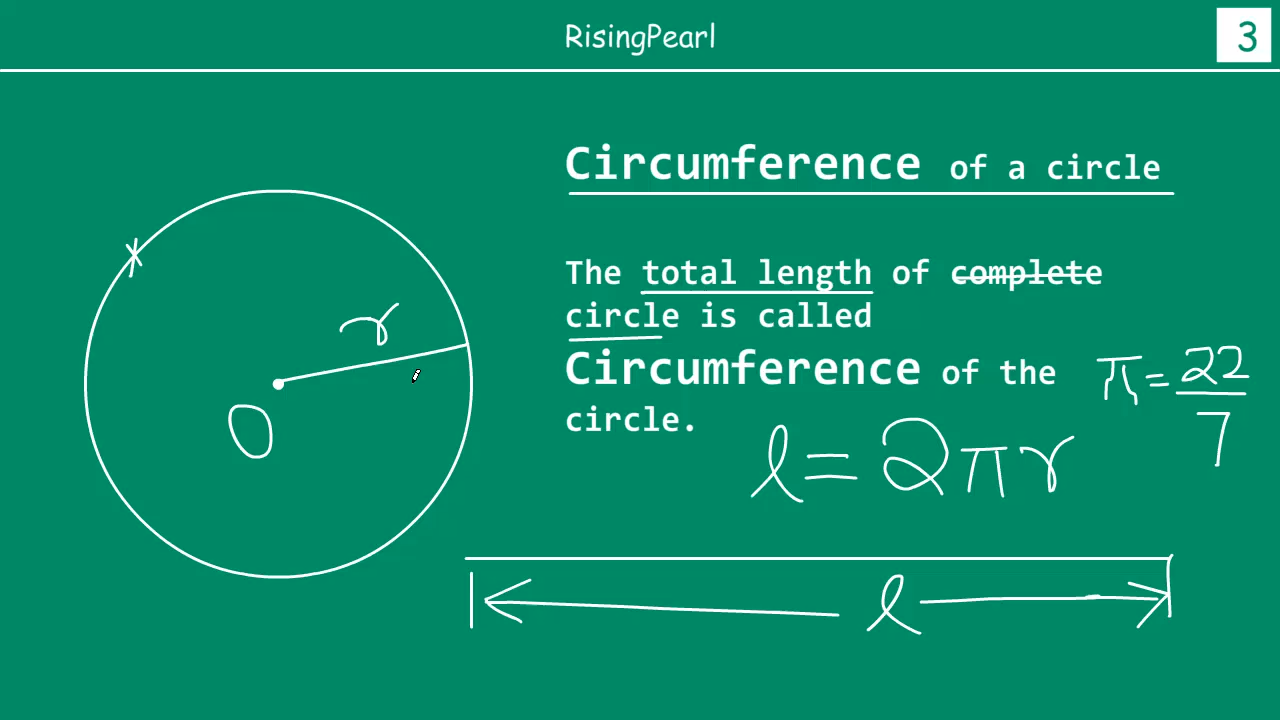 RisingPearl
3
Circumference of a circle
The total length of complete
circle is called
Circumference of the
circle.
π = 22/7
l = 2πr
r
O
l